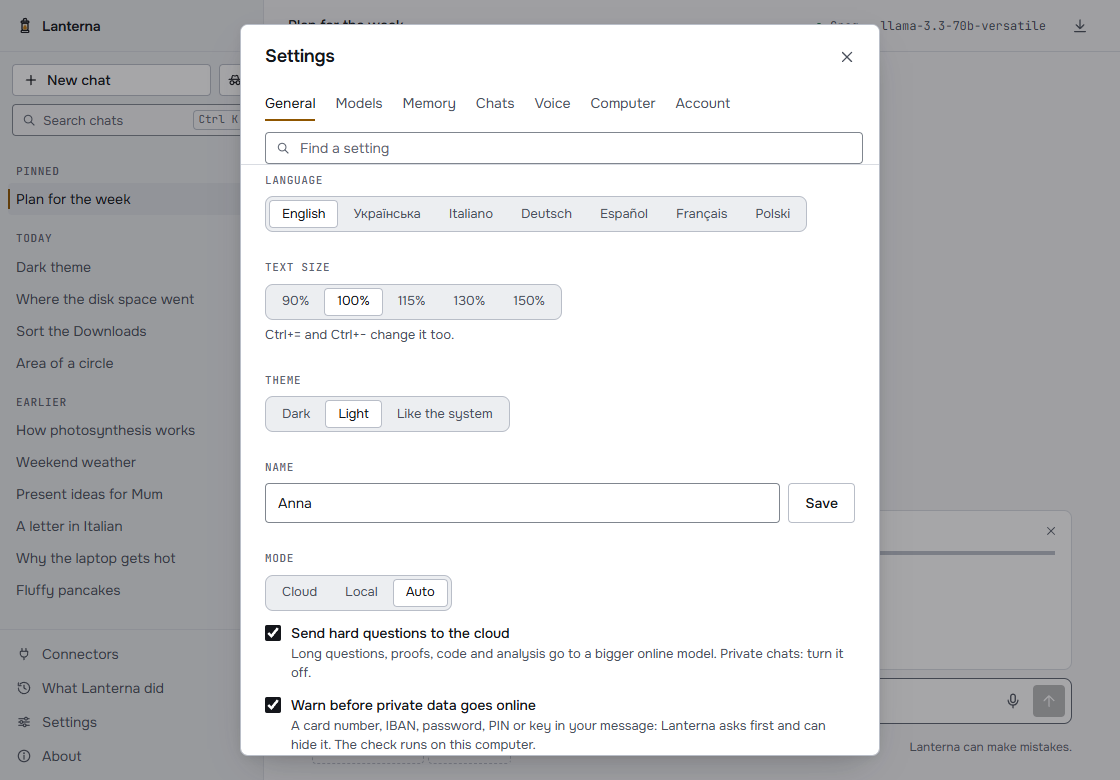 Lanterna
Plan for the week
llama-3.3-70b-versatile
New chat
Search chats
Ctrl K
PINNED
Plan for the week
TODAY
Dark theme
Where the disk space went
Sort the Downloads
Area of a circle
EARLIER
How photosynthesis works
Weekend weather
Present ideas for Mum
A letter in Italian
Why the laptop gets hot
Fluffy pancakes
Connectors
What Lanterna did
Settings
About
Settings
General Models Memory Chats Voice Computer Account
Find a setting
LANGUAGE
English Українська Italiano Deutsch Español Français Polski
TEXT SIZE
90% 100% 115% 130% 150%
Ctrl+= and Ctrl+- change it too.
THEME
Dark Light Like the system
NAME
Anna
Save
MODE
Cloud Local Auto
Send hard questions to the cloud
Long questions, proofs, code and analysis go to a bigger online model. Private chats: turn it
off.
Warn before private data goes online
A card number, IBAN, password, PIN or key in your message: Lanterna asks first and can
hide it. The check runs on this computer.
Lanterna can make mistakes.